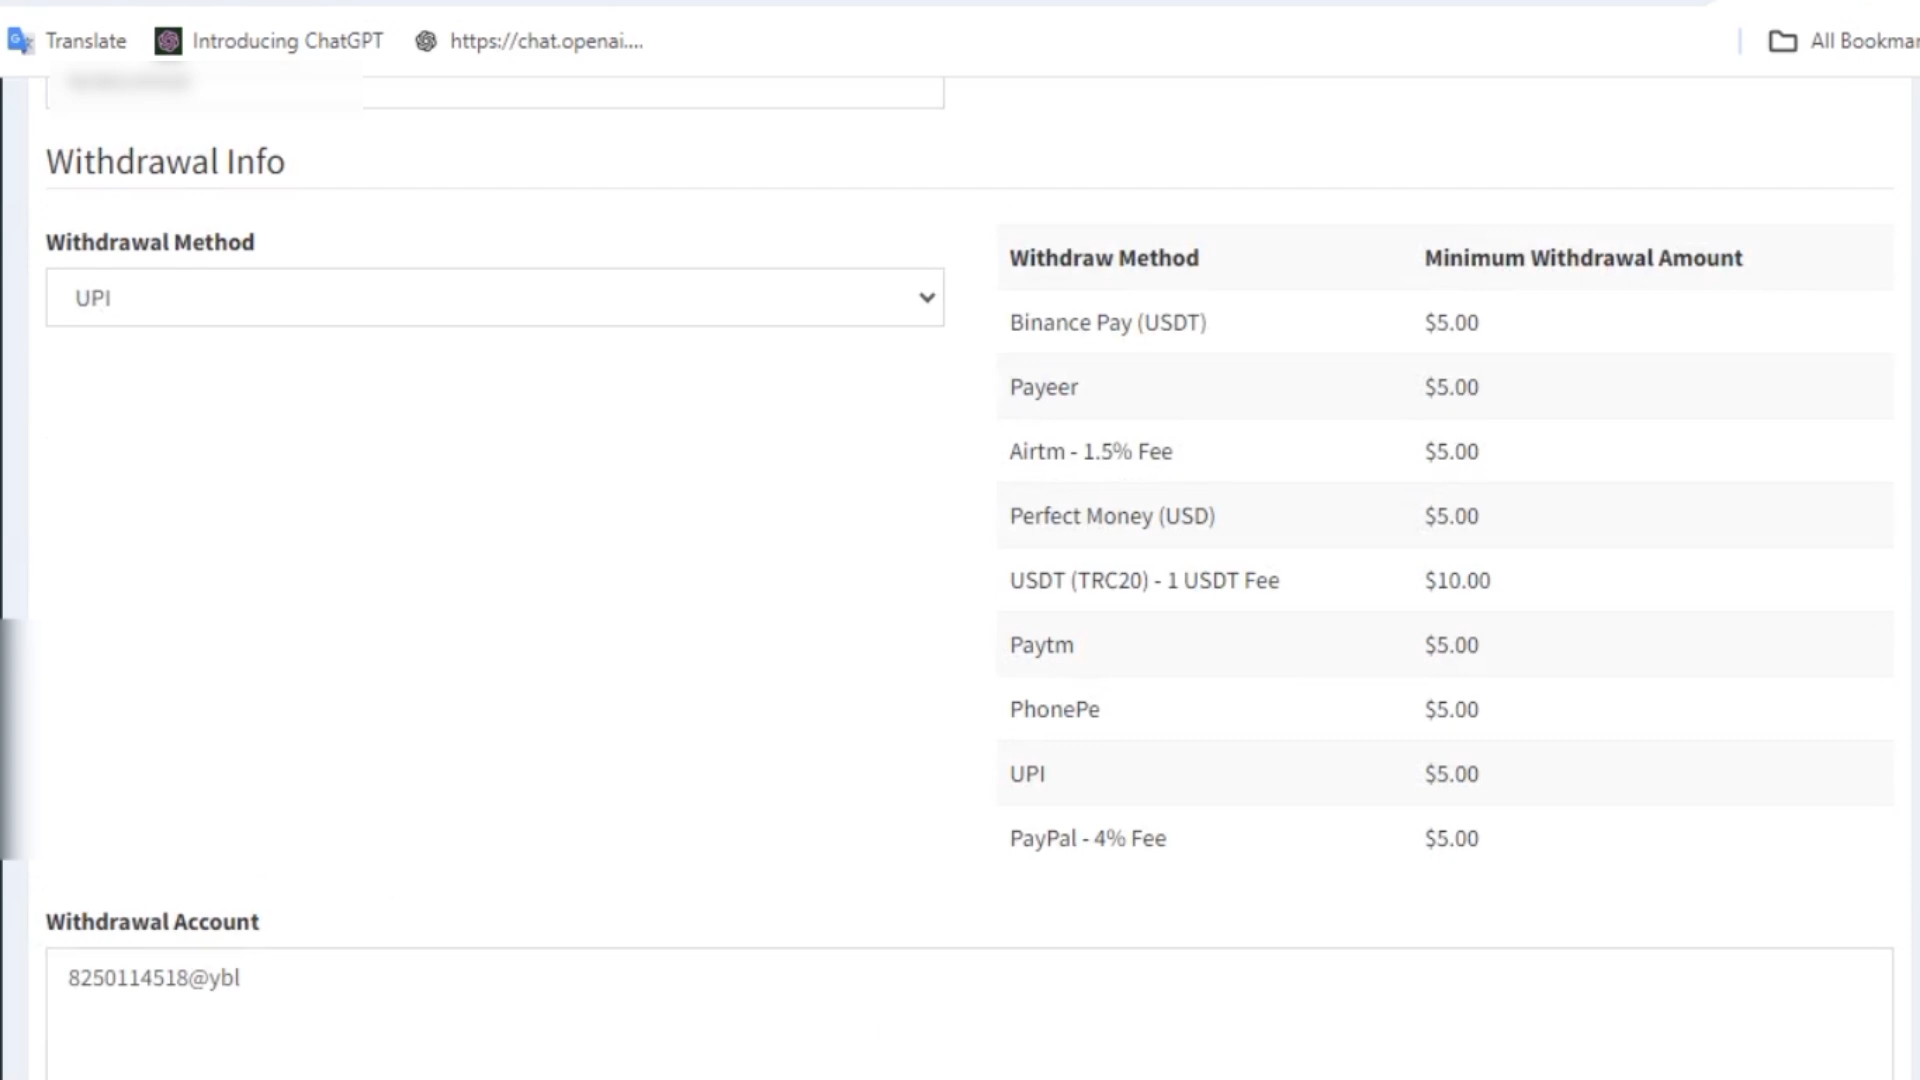 Translate Introducing ChatGPT https://chat.openai.... All Bookmar
Withdrawal Info
Withdrawal Method
UPI
Withdraw Method Minimum Withdrawal Amount
Binance Pay (USDT) $5.00
Payeer $5.00
Airtm - 1.5% Fee $5.00
Perfect Money (USD) $5.00
USDT (TRC20) - 1 USDT Fee $10.00
Paytm $5.00
PhonePe $5.00
UPI $5.00
PayPal - 4% Fee $5.00
Withdrawal Account
8250114518@ybl